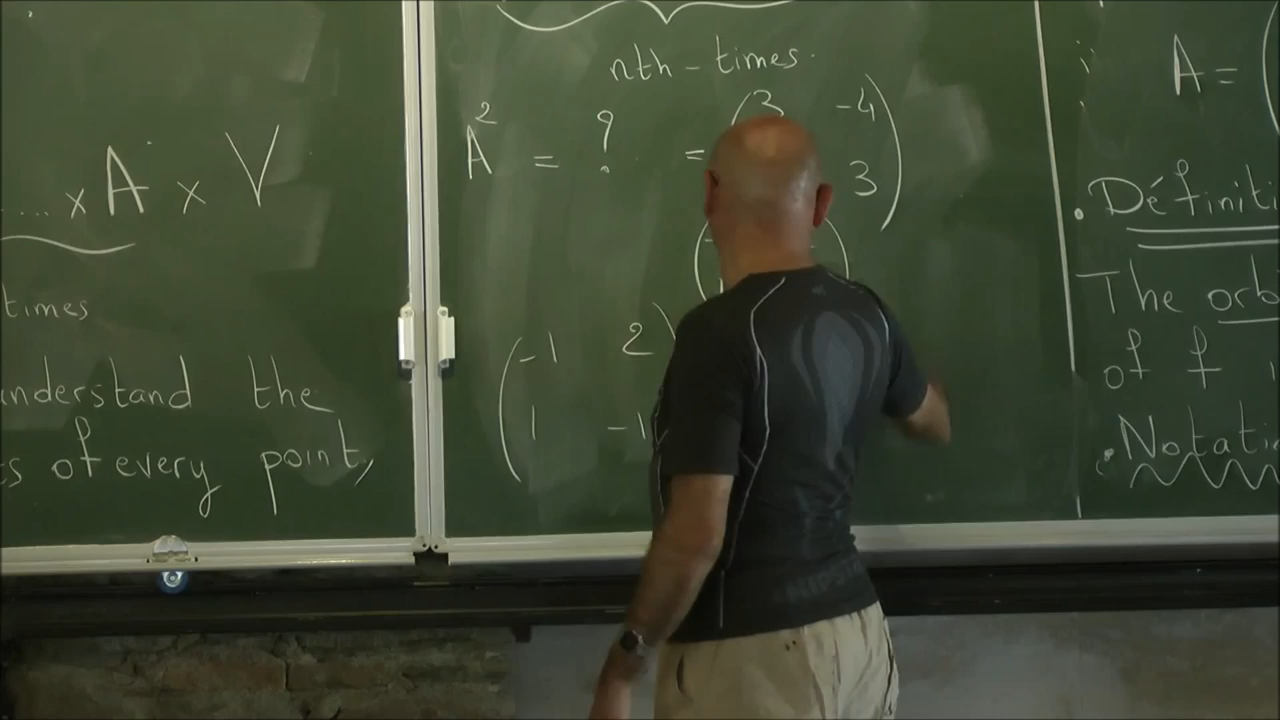 ..... x A x V
times
understand the
s of every point,
nth - times.
A² = ? = (3 -4
3)
(-1 2)
1 -1
A = (
. Définiti
The orb
of f
. Notati